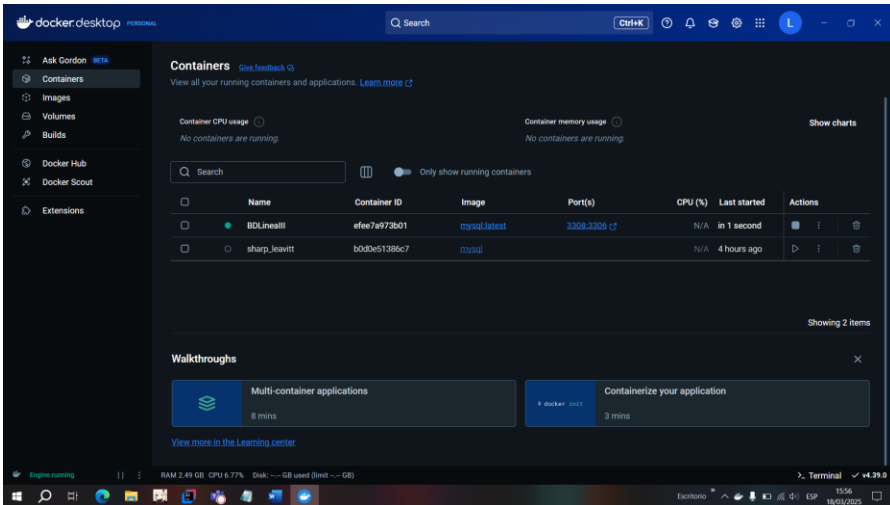 docker.desktop PERSONAL
Search Ctrl+K
L
Ask Gordon BETA
Containers
Images
Volumes
Builds
Docker Hub
Docker Scout
Extensions
Containers Give feedback
View all your running containers and applications. Learn more
Container CPU usage
No containers are running.
Container memory usage
No containers are running.
Show charts
Search
Only show running containers
Name Container ID Image Port(s) CPU (%) Last started Actions
BDLineaIII efee7a973b01 mysql:latest 3308:3306 N/A in 1 second
sharp_leavitt b0d0e51386c7 mysql N/A 4 hours ago
Showing 2 items
Walkthroughs
Multi-container applications
8 mins
docker init
Containerize your application
3 mins
View more in the Learning center
Engine running RAM 2.49 GB CPU 6.77% Disk: --.-- GB used (limit --.-- GB) >_ Terminal v4.39.0
Escritorio ESP 15:56
18/03/2025